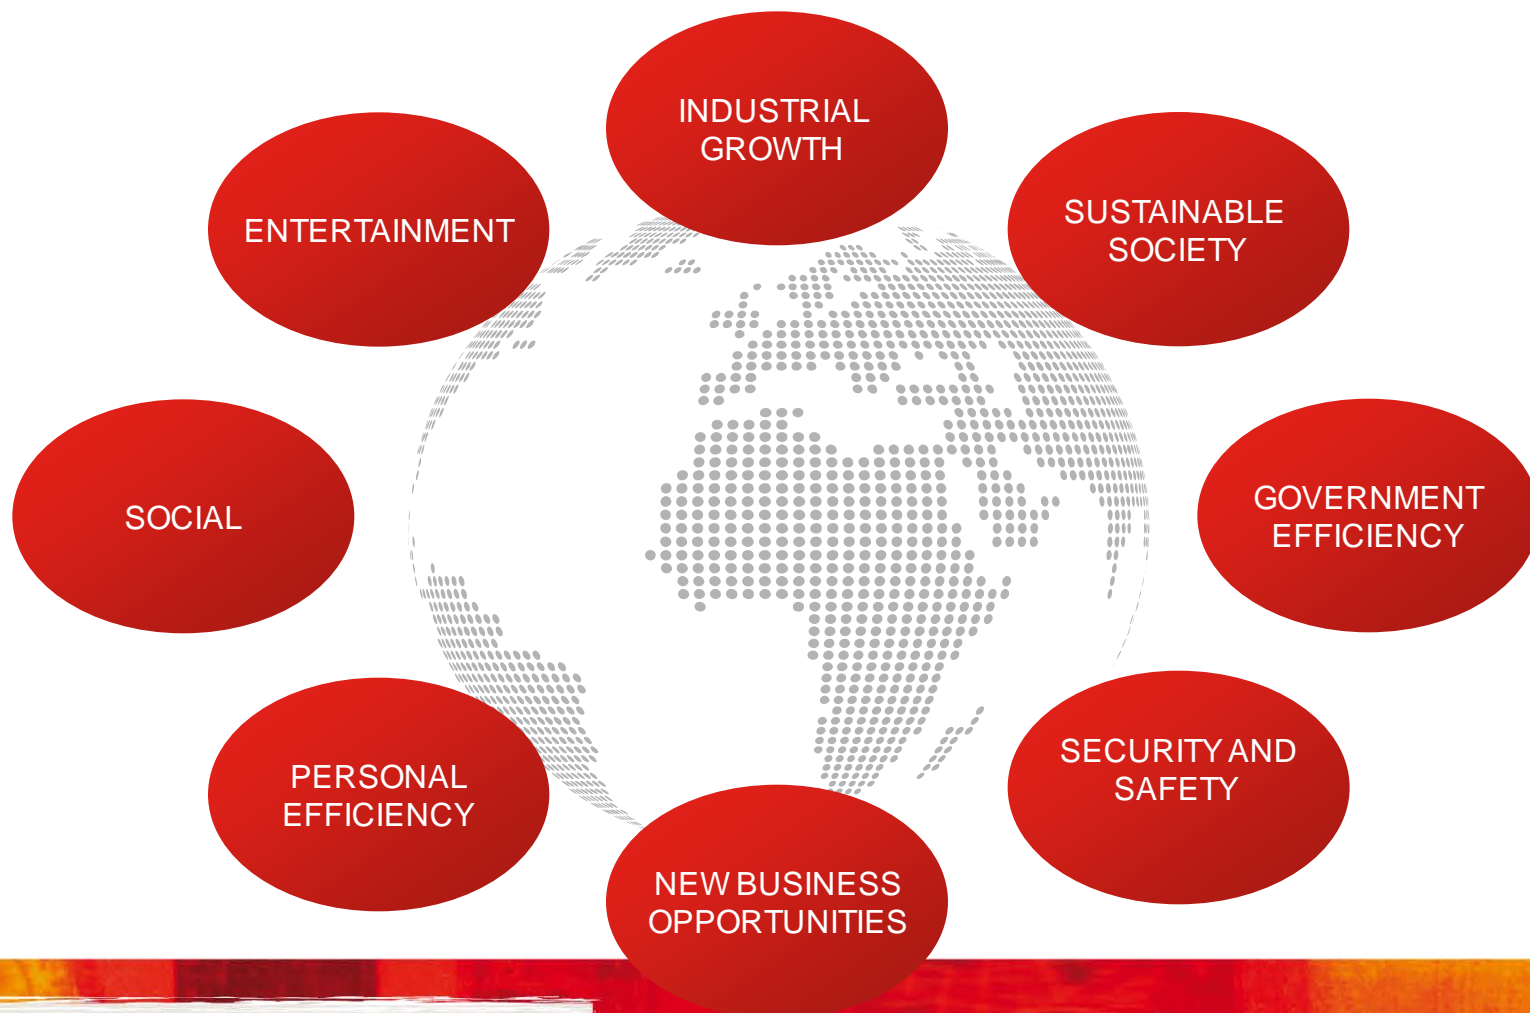 INDUSTRIAL
GROWTH
ENTERTAINMENT
SUSTAINABLE
SOCIETY
SOCIAL
GOVERNMENT
EFFICIENCY
PERSONAL
EFFICIENCY
SECURITY AND
SAFETY
NEW BUSINESS
OPPORTUNITIES